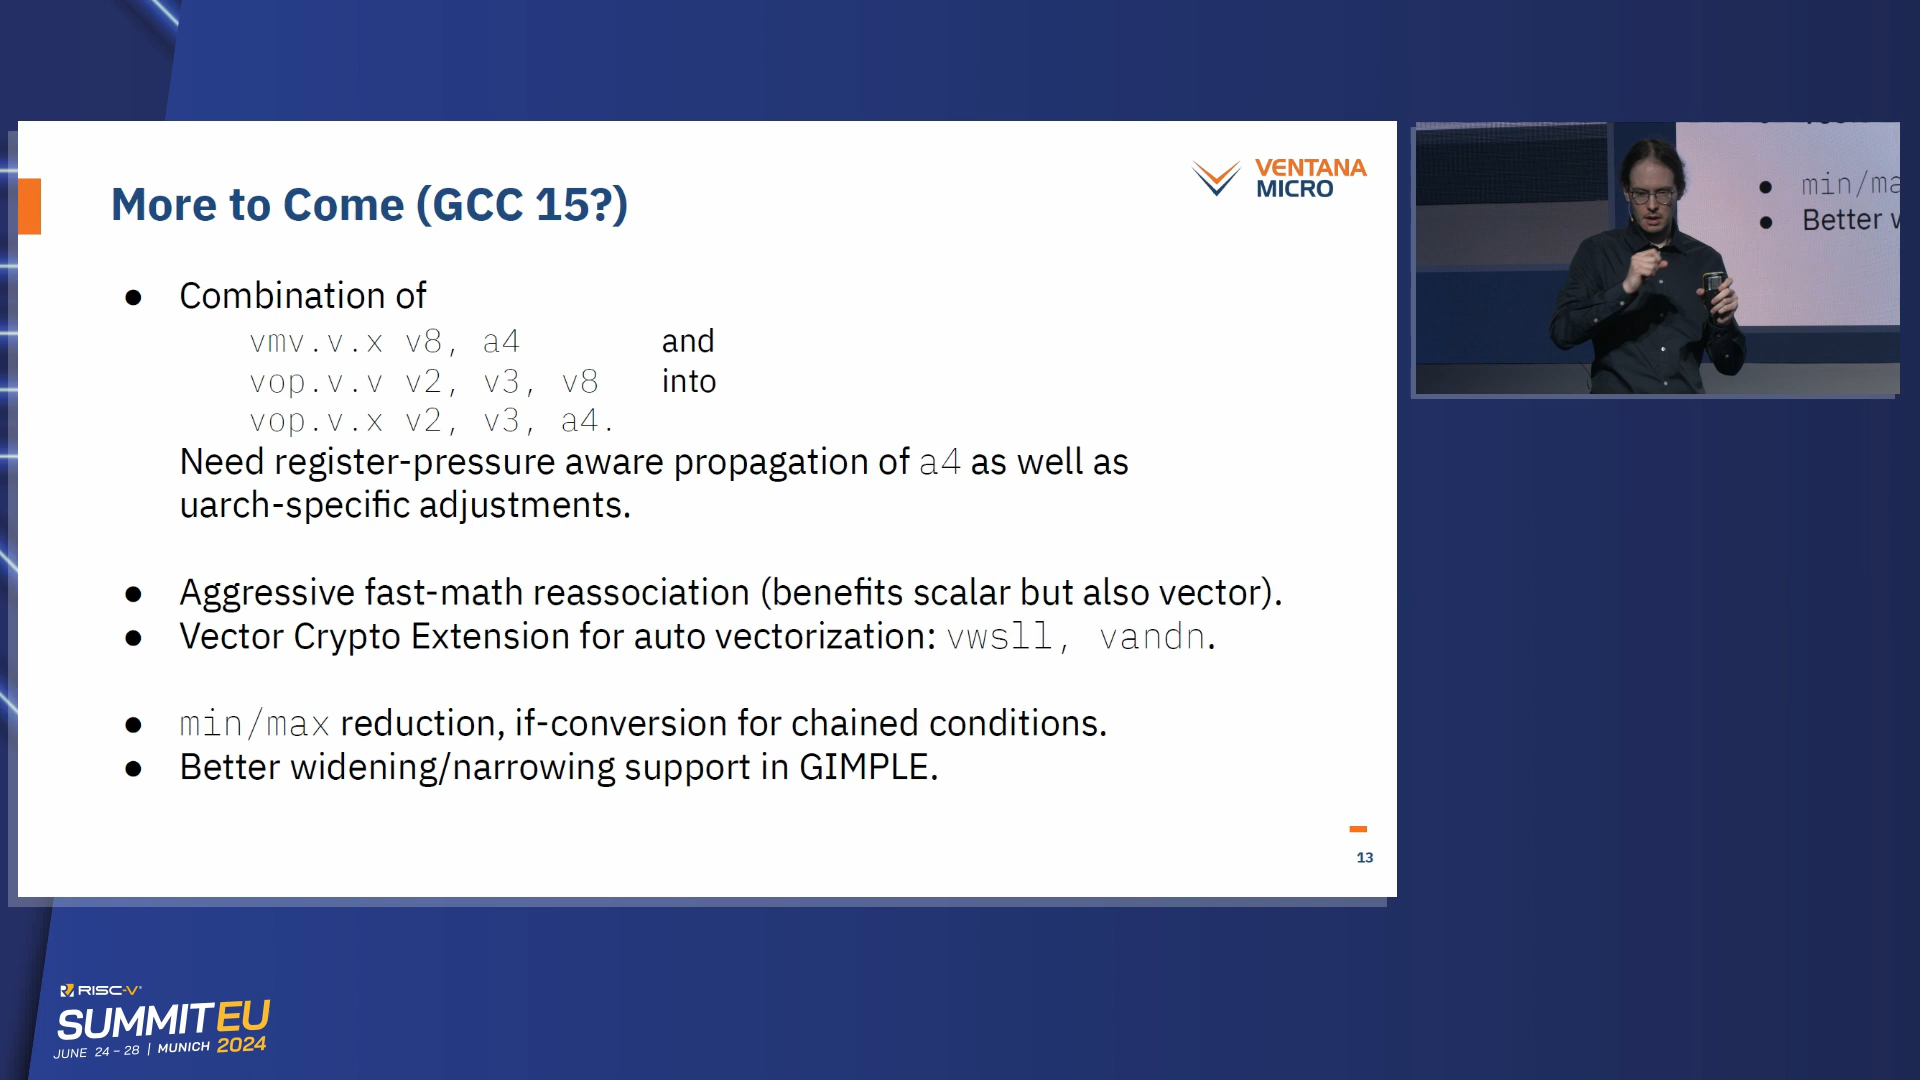 More to Come (GCC 15?)
VENTANA
MICRO
● Combination of
vmv.v.x v8, a4 and
vop.v.v v2, v3, v8 into
vop.v.x v2, v3, a4.
Need register-pressure aware propagation of a4 as well as
uarch-specific adjustments.
● Aggressive fast-math reassociation (benefits scalar but also vector).
● Vector Crypto Extension for auto vectorization: vwsll, vandn.
● min/max reduction, if-conversion for chained conditions.
● Better widening/narrowing support in GIMPLE.
13
● min/ma
● Better
RISC-V®
SUMMIT EU
JUNE 24 – 28 | MUNICH 2024